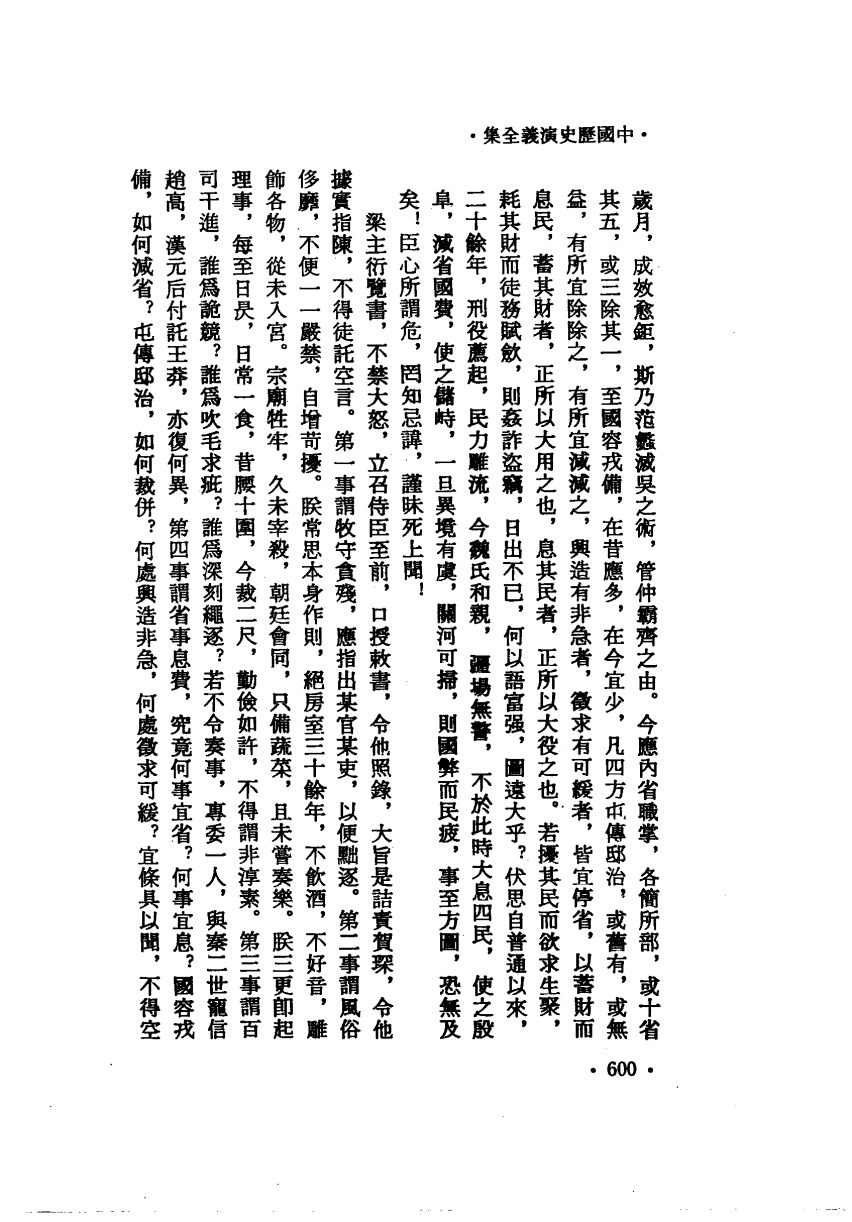 ・中國歷史演義全集・
歲月，成效愈鉅，斯乃范蠡滅吳之術，管仲霸齊之由。今應內省職掌，各簡所部，或十省
其五，或三除其一，至國容戎備，在昔應多，在今宜少，凡四方屯傳邸治，或舊有，或無
益，有所宜除除之，有所宜減減之，興造有非急者，徵求有可緩者，皆宜停省，以蓄財而
息民，蓄其財者，正所以大用之也，息其民者，正所以大役之也。若擾其民而欲求生聚，
耗其財而徒務賦歛，則姦詐盜竊，日出不已，何以語富强，圖遠大乎？伏思自普通以來，
二十餘年，刑役薦起，民力雕流，今魏氏和親，疆場無警，不於此時大息四民，使之殷
阜，減省國費，使之儲峙，一旦異境有虞，關河可掃，則國弊而民疲，事至方圖，恐無及
矣！臣心所謂危，罔知忌諱，謹昧死上聞！
梁主衍覽書，不禁大怒，立召侍臣至前，口授敕書，令他照錄，大旨是詰責賀琛，令他
據實指陳，不得徒託空言。第一事謂牧守貪殘，應指出某官某吏，以便黜逐。第二事謂風俗
侈靡，不便一一嚴禁，自增苛擾。朕常思本身作則，絕房室三十餘年，不飲酒，不好音，雕
飾各物，從未入宮。宗廟牲牢，久未宰殺，朝廷會同，只備蔬菜，且未嘗奏樂。朕三更卽起
理事，每至日昃，日常一食，昔腰十圍，今裁二尺，勤儉如許，不得謂非淳素。第三事謂百
司干進，誰爲詭競？誰爲吹毛求疵？誰爲深刻繩逐？若不令奏事，專委一人，與秦二世寵信
趙高，漢元后付託王莽，亦復何異，第四事謂省事息費，究竟何事宜省？何事宜息？國容戎
備，如何減省？屯傳邸治，如何裁併？何處興造非急，何處徵求可緩？宜條具以聞，不得空
・600・